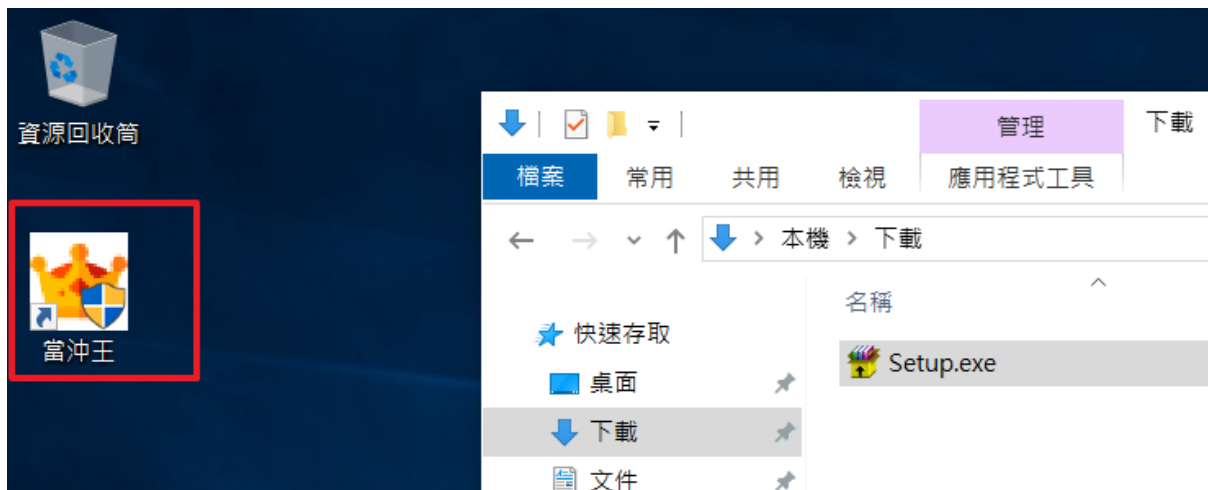 資源回收筒
當沖王
管理
下載
檔案
常用
共用
檢視
應用程式工具
本機
下載
名稱
快速存取
桌面
下載
文件
Setup.exe